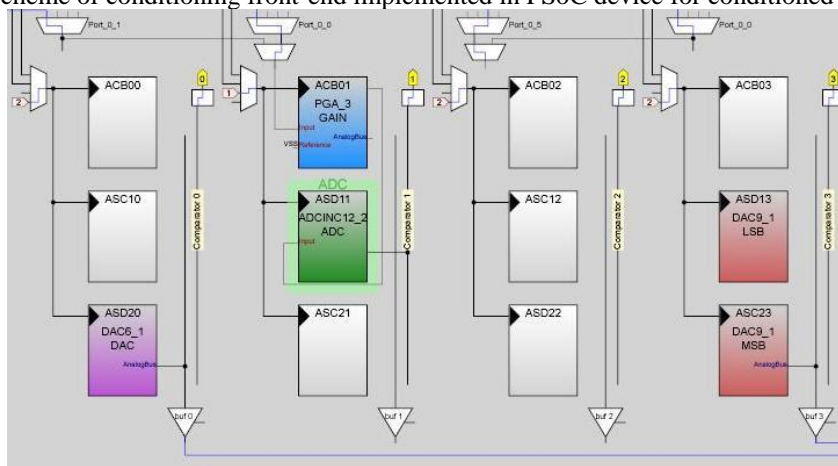 cheme of conditioning front-end implemented in PSoC device for conditioned
Port_0_1
Port_0_0
Port_0_5
Port_0_0
2
0
1
1
2
2
2
3
ACB00
ACB01
PGA_3
GAIN
Input
AnalogBus
VSS
Reference
ACB02
ACB03
ADC
ASC10
ASD11
ADCINC12_2
ADC
Input
ASC12
ASD13
DAC9_1
LSB
Comparator 0
Comparator 1
Comparator 2
Comparator 3
ASD20
DAC6_1
DAC
AnalogBus
ASC21
ASD22
ASC23
DAC9_1
MSB
AnalogBus
buf 0
buf 1
buf 2
buf 3